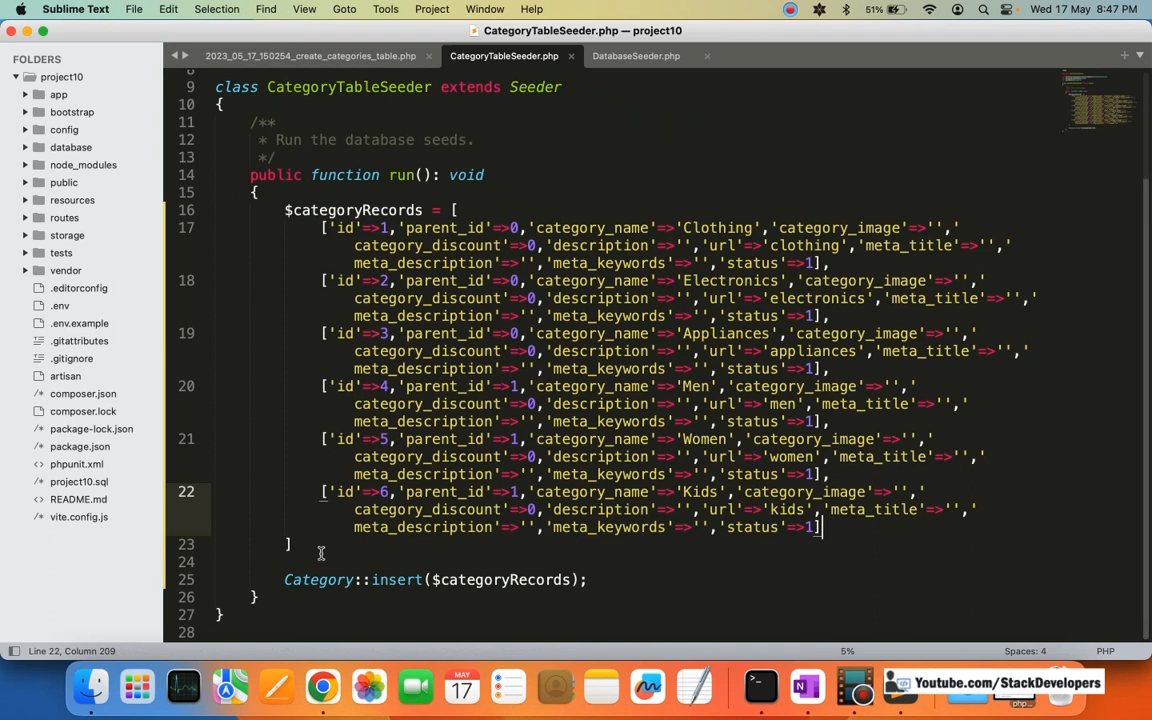 Sublime Text File Edit Selection Find View Goto Tools Project Window Help 51% Wed 17 May 8:47 PM
CategoryTableSeeder.php — project10
FOLDERS
project10
app
bootstrap
config
database
node_modules
public
resources
routes
storage
tests
vendor
.editorconfig
.env
.env.example
.gitattributes
.gitignore
artisan
composer.json
composer.lock
package-lock.json
package.json
phpunit.xml
project10.sql
README.md
vite.config.js
2023_05_17_150254_create_categories_table.php CategoryTableSeeder.php DatabaseSeeder.php
8
9 class CategoryTableSeeder extends Seeder
10 {
11 /**
12 * Run the database seeds.
13 */
14 public function run(): void
15 {
16 $categoryRecords = [
17 ['id'=>1,'parent_id'=>0,'category_name'=>'Clothing','category_image'=>'','
category_discount'=>0,'description'=>'','url'=>'clothing','meta_title'=>'','
meta_description'=>'','meta_keywords'=>'','status'=>1],
18 ['id'=>2,'parent_id'=>0,'category_name'=>'Electronics','category_image'=>'','
category_discount'=>0,'description'=>'','url'=>'electronics','meta_title'=>'','
meta_description'=>'','meta_keywords'=>'','status'=>1],
19 ['id'=>3,'parent_id'=>0,'category_name'=>'Appliances','category_image'=>'','
category_discount'=>0,'description'=>'','url'=>'appliances','meta_title'=>'','
meta_description'=>'','meta_keywords'=>'','status'=>1],
20 ['id'=>4,'parent_id'=>1,'category_name'=>'Men','category_image'=>'','
category_discount'=>0,'description'=>'','url'=>'men','meta_title'=>'','
meta_description'=>'','meta_keywords'=>'','status'=>1],
21 ['id'=>5,'parent_id'=>1,'category_name'=>'Women','category_image'=>'','
category_discount'=>0,'description'=>'','url'=>'women','meta_title'=>'','
meta_description'=>'','meta_keywords'=>'','status'=>1],
22 ['id'=>6,'parent_id'=>1,'category_name'=>'Kids','category_image'=>'','
category_discount'=>0,'description'=>'','url'=>'kids','meta_title'=>'','
meta_description'=>'','meta_keywords'=>'','status'=>1]
23 ]
24
25 Category::insert($categoryRecords);
26 }
27 }
28
Line 22, Column 209 5% Spaces: 4 PHP
MAY
17
Youtube.com/StackDevelopers
php...